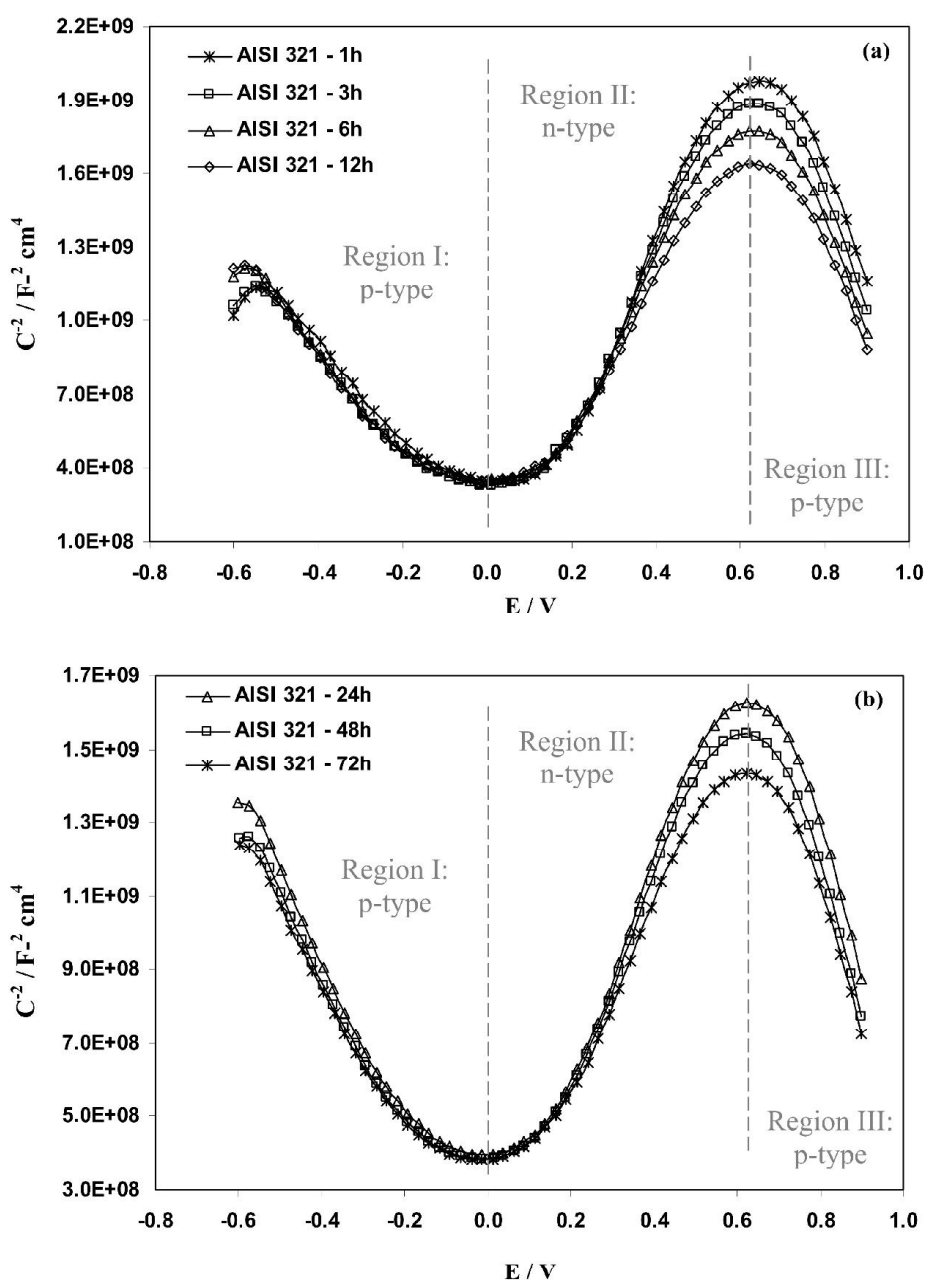 2.2E+09
1.9E+09
1.6E+09
1.3E+09
1.0E+09
7.0E+08
4.0E+08
1.0E+08
C-2 / F-2 cm4
AISI 321 - 1h
AISI 321 - 3h
AISI 321 - 6h
AISI 321 - 12h
(a)
Region II:
n-type
Region I:
p-type
Region III:
p-type
-0.8 -0.6 -0.4 -0.2 0.0 0.2 0.4 0.6 0.8 1.0
E / V
1.7E+09
1.5E+09
1.3E+09
1.1E+09
9.0E+08
7.0E+08
5.0E+08
3.0E+08
C-2 / F-2 cm4
AISI 321 - 24h
AISI 321 - 48h
AISI 321 - 72h
(b)
Region II:
n-type
Region I:
p-type
Region III:
p-type
-0.8 -0.6 -0.4 -0.2 0.0 0.2 0.4 0.6 0.8 1.0
E / V